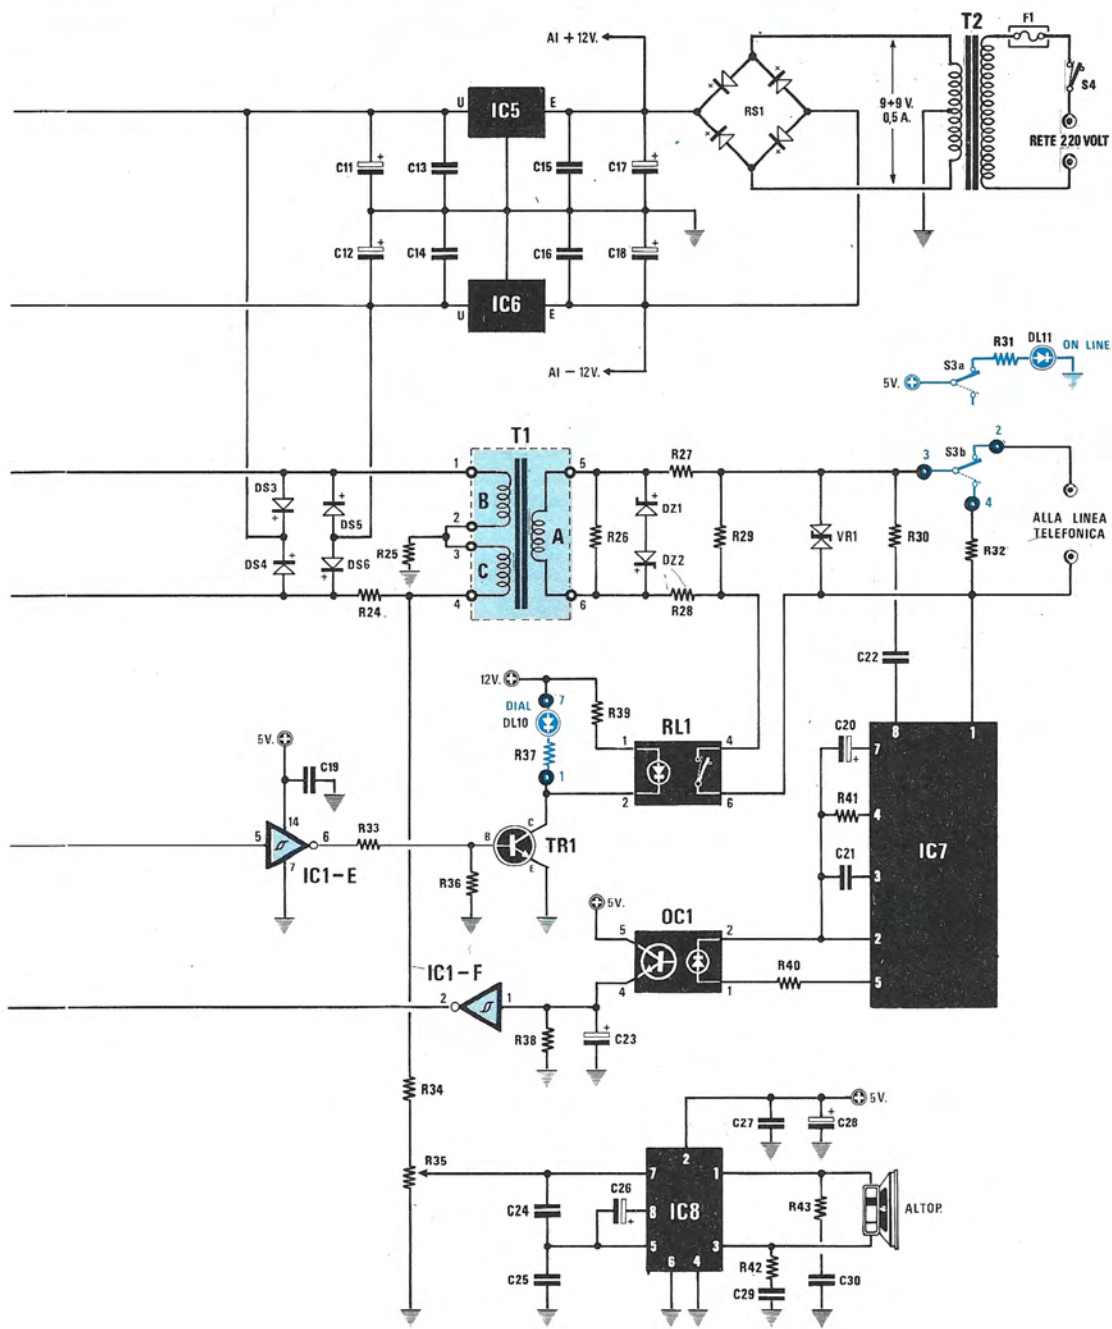 T2
F1
AI + 12V.
S4
U
IC5
E
RS1
9 + 9 V.
0,5 A.
RETE 220 VOLT
C11
C13
C15
C17
C12
C14
C16
C18
U
IC6
E
AI – 12V.
R31
DL11
ON LINE
S3a
5V.
T1
2
S3b
1
5
R27
3
DS3
B
4
DS5
2
A
R26
DZ1
R29
VR1
R30
ALLA LINEA
TELEFONICA
R25
3
R32
DS4
DS6
C
DZ2
R24
4
6
R28
C22
12V.
7
DIAL
DL10
R39
RL1
C20
8
1
5V.
R37
1
4
7
C19
1
2
6
R41
4
14
C
5
6
R33
B
TR1
IC7
7
IC1-E
C21
3
R36
E
5V.
OC1
5
2
2
IC1-F
4
1
R40
5
2
1
R38
C23
R34
5V.
C27
C28
R35
2
7
1
C26
C24
8
IC8
R43
ALTOP.
5
3
C25
6
4
R42
C29
C30